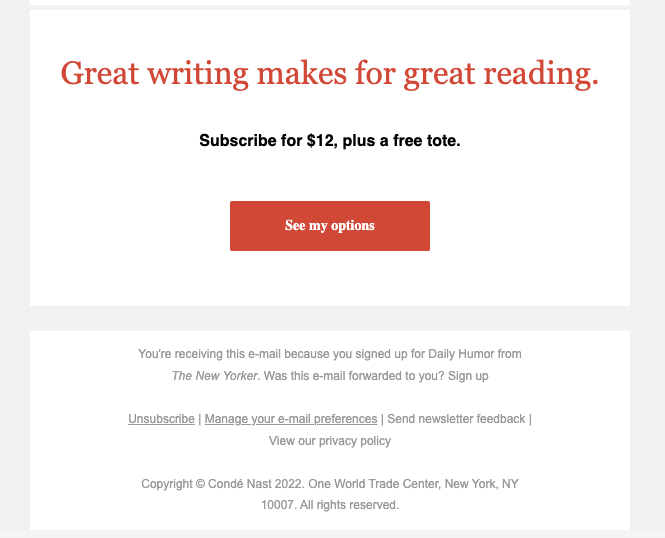 Great writing makes for great reading.
Subscribe for $12, plus a free tote.
See my options
You're receiving this e-mail because you signed up for Daily Humor from
The New Yorker. Was this e-mail forwarded to you? Sign up
Unsubscribe | Manage your e-mail preferences | Send newsletter feedback |
View our privacy policy
Copyright © Condé Nast 2022. One World Trade Center, New York, NY
10007. All rights reserved.